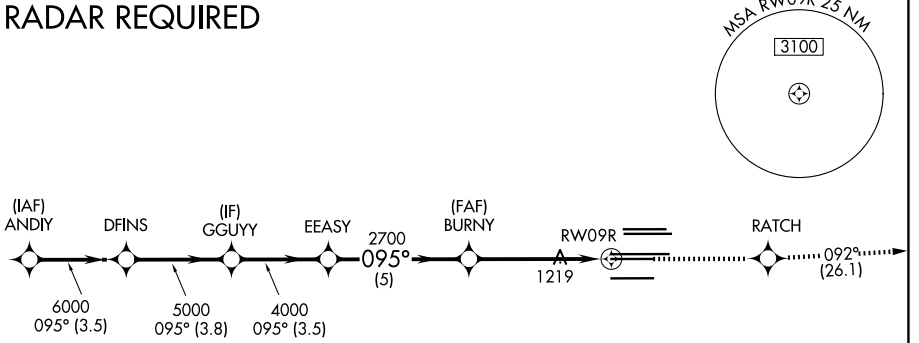 RADAR REQUIRED
MSA RW09R 25 NM
3100
(IAF)
ANDIY
DFINS
(IF)
GGUYY
EEASY
(FAF)
BURNY
RW09R
RATCH
2700
095°
(5)
1219
092°
(26.1)
6000
095° (3.5)
5000
095° (3.8)
4000
095° (3.5)